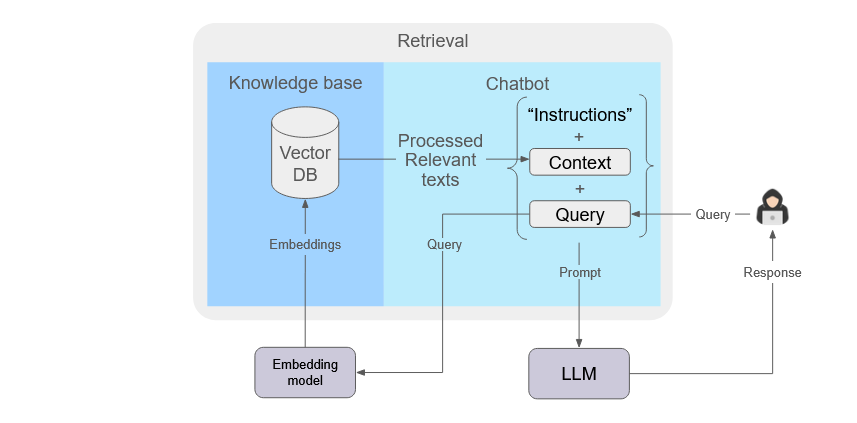 Retrieval
Knowledge base
Chatbot
Vector
DB
Processed
Relevant
texts
“Instructions”
+
Context
+
Query
Query
Embeddings
Query
Prompt
Response
Embedding
model
LLM